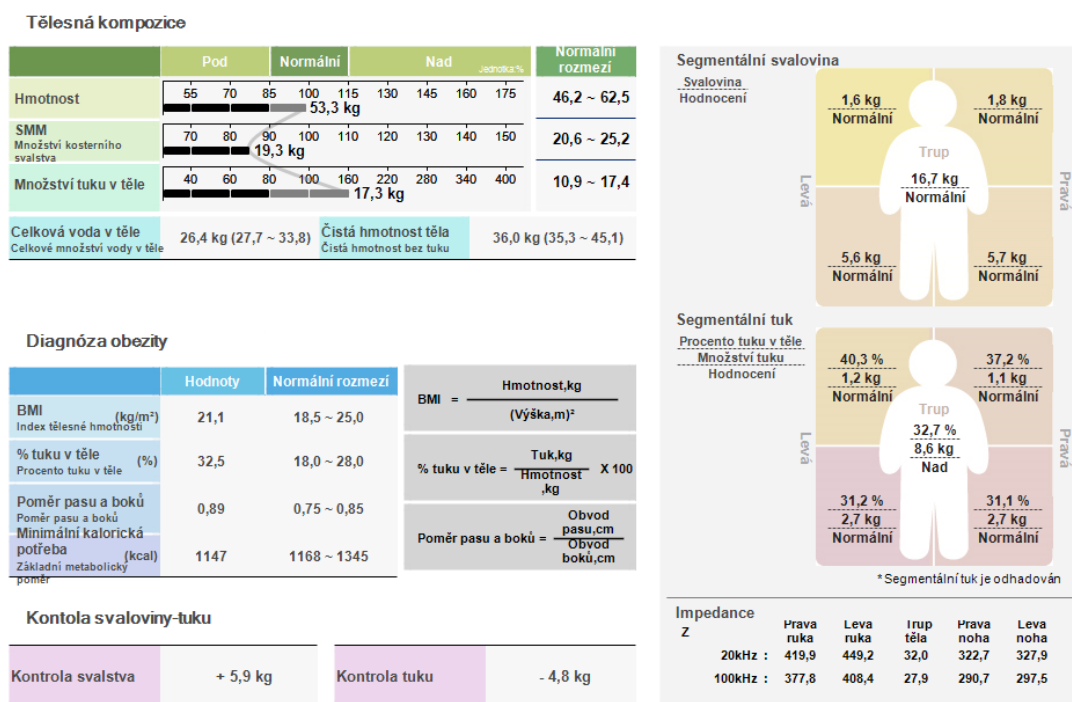 Tělesná kompozice
Pod Normální Nad Jednotka:% Normální rozmezí
Hmotnost 55 70 85 100 115 130 145 160 175 46,2 ~ 62,5
53,3 kg
SMM 70 80 90 100 110 120 130 140 150 20,6 ~ 25,2
Množství kosterního svalstva
19,3 kg
Množství tuku v těle 40 60 80 100 160 220 280 340 400 10,9 ~ 17,4
17,3 kg
Celková voda v těle 26,4 kg (27,7 ~ 33,8) Čistá hmotnost těla 36,0 kg (35,3 ~ 45,1)
Celkové množství vody v těle Čistá hmotnost bez tuku
Diagnóza obezity
Hodnoty Normální rozmezí
BMI (kg/m²) 21,1 18,5 ~ 25,0
Index tělesné hmotnosti
% tuku v těle (%) 32,5 18,0 ~ 28,0
Procento tuku v těle
Poměr pasu a boků 0,89 0,75 ~ 0,85
Poměr pasu a boků
Minimální kalorická
potřeba (kcal) 1147 1168 ~ 1345
Základní metabolický
poměr
BMI = Hmotnost,kg
(Výška,m)²
% tuku v těle = Tuk,kg
Hmotnost
,kg
X 100
Poměr pasu a boků = Obvod
pasu,cm
Obvod
boků,cm
Kontola svaloviny-tuku
Kontrola svalstva + 5,9 kg Kontrola tuku - 4,8 kg
Segmentální svalovina
Svalovina
Hodnocení
1,6 kg
Normální
1,8 kg
Normální
Trup
16,7 kg
Normální
Levá
Pravá
5,6 kg
Normální
5,7 kg
Normální
Segmentální tuk
Procento tuku v těle
Množství tuku
Hodnocení
40,3 %
1,2 kg
Normální
37,2 %
1,1 kg
Normální
Trup
32,7 %
8,6 kg
Nad
Levá
Pravá
31,2 %
2,7 kg
Normální
31,1 %
2,7 kg
Normální
*Segmentální tuk je odhadován
Impedance
Z Prava ruka Leva ruka Trup těla Prava noha Leva noha
20kHz : 419,9 449,2 32,0 322,7 327,9
100kHz : 377,8 408,4 27,9 290,7 297,5